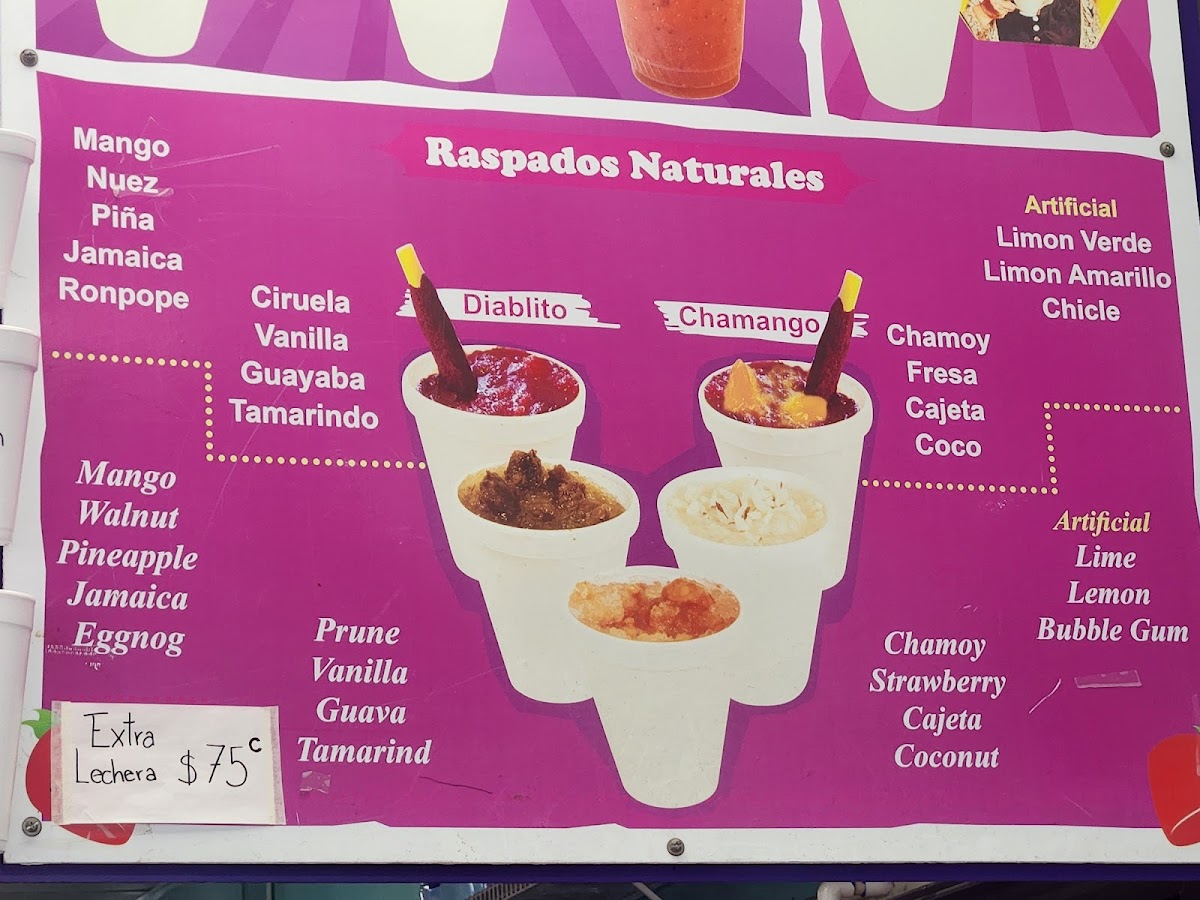 Raspados Naturales
Mango
Nuez
Piña
Jamaica
Ronpope
Ciruela
Vanilla
Guayaba
Tamarindo
Diablito
Chamango
Chamoy
Fresa
Cajeta
Coco
Artificial
Limon Verde
Limon Amarillo
Chicle
Mango
Walnut
Pineapple
Jamaica
Eggnog
Prune
Vanilla
Guava
Tamarind
Chamoy
Strawberry
Cajeta
Coconut
Artificial
Lime
Lemon
Bubble Gum
Extra
Lechera $75c